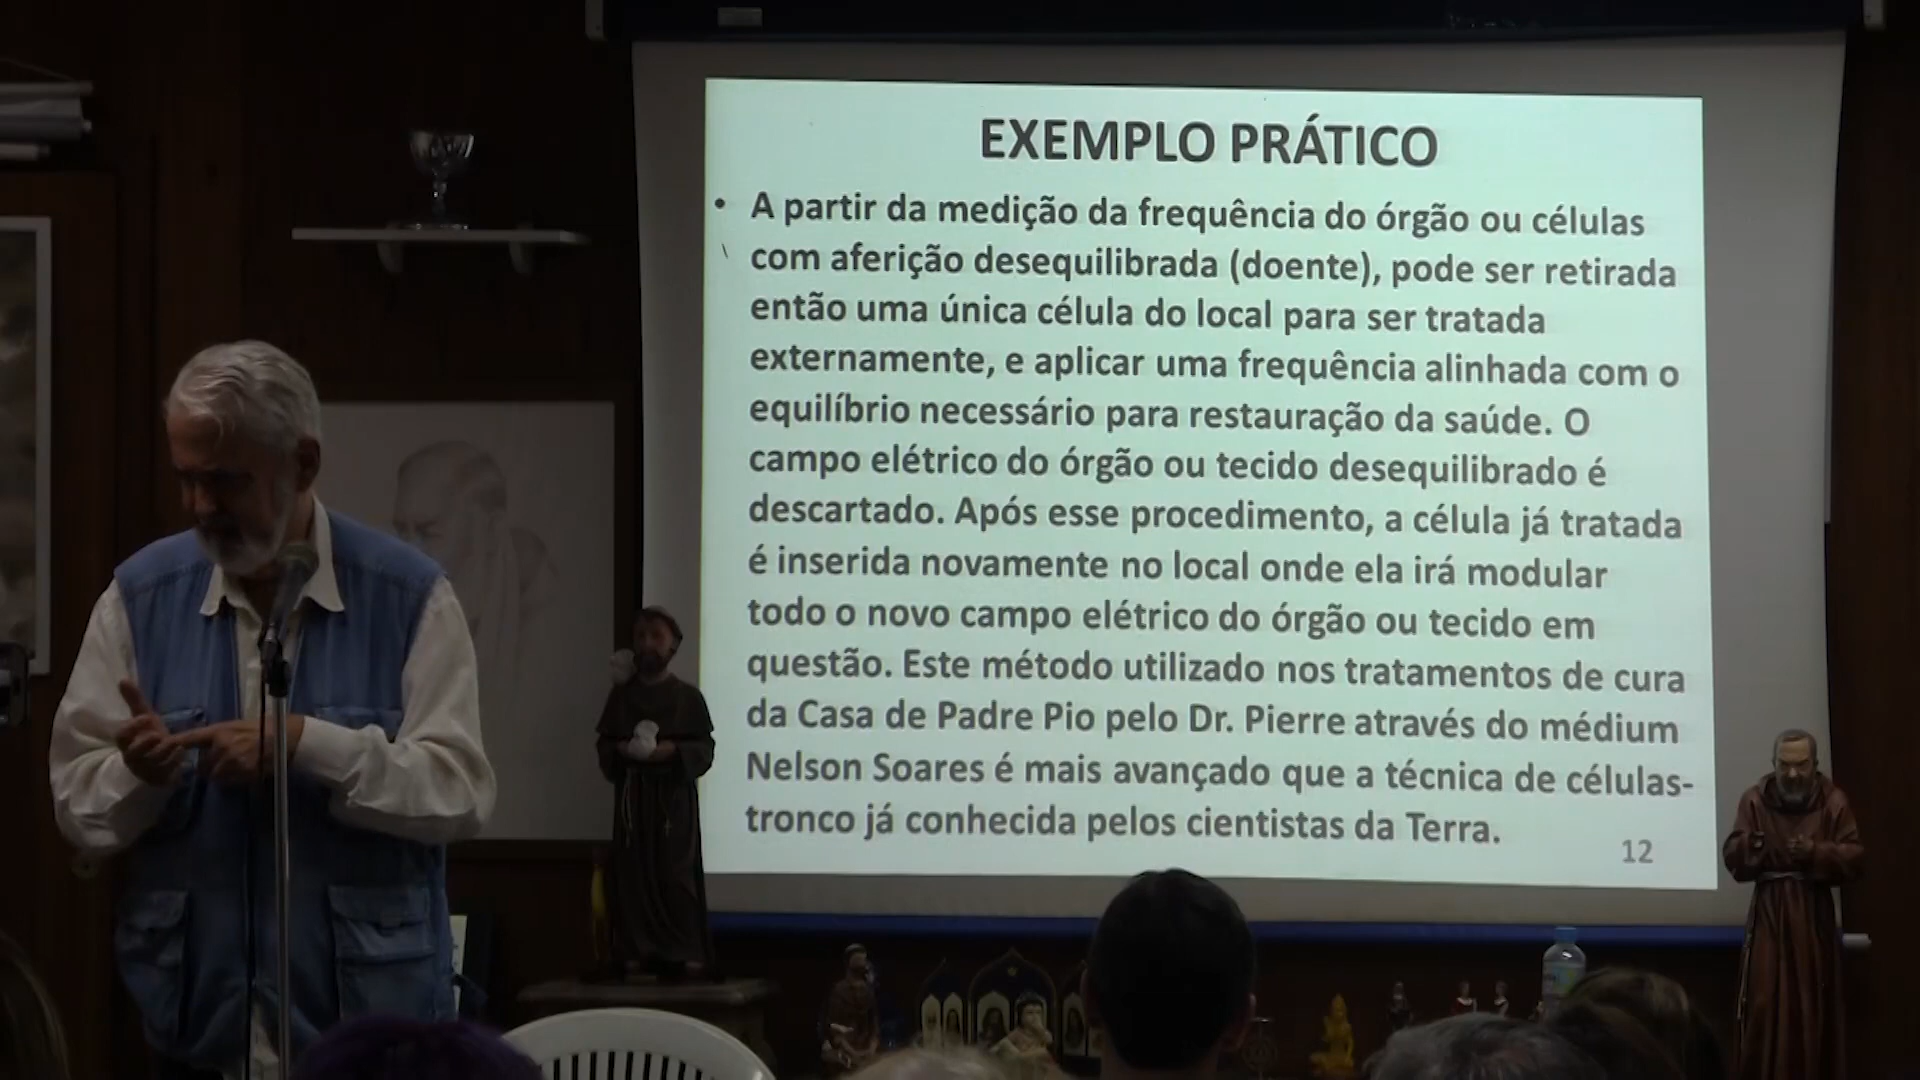 EXEMPLO PRÁTICO
• A partir da medição da frequência do órgão ou células
com aferição desequilibrada (doente), pode ser retirada
então uma única célula do local para ser tratada
externamente, e aplicar uma frequência alinhada com o
equilíbrio necessário para restauração da saúde. O
campo elétrico do órgão ou tecido desequilibrado é
descartado. Após esse procedimento, a célula já tratada
é inserida novamente no local onde ela irá modular
todo o novo campo elétrico do órgão ou tecido em
questão. Este método utilizado nos tratamentos de cura
da Casa de Padre Pio pelo Dr. Pierre através do médium
Nelson Soares é mais avançado que a técnica de células-
tronco já conhecida pelos cientistas da Terra.
12